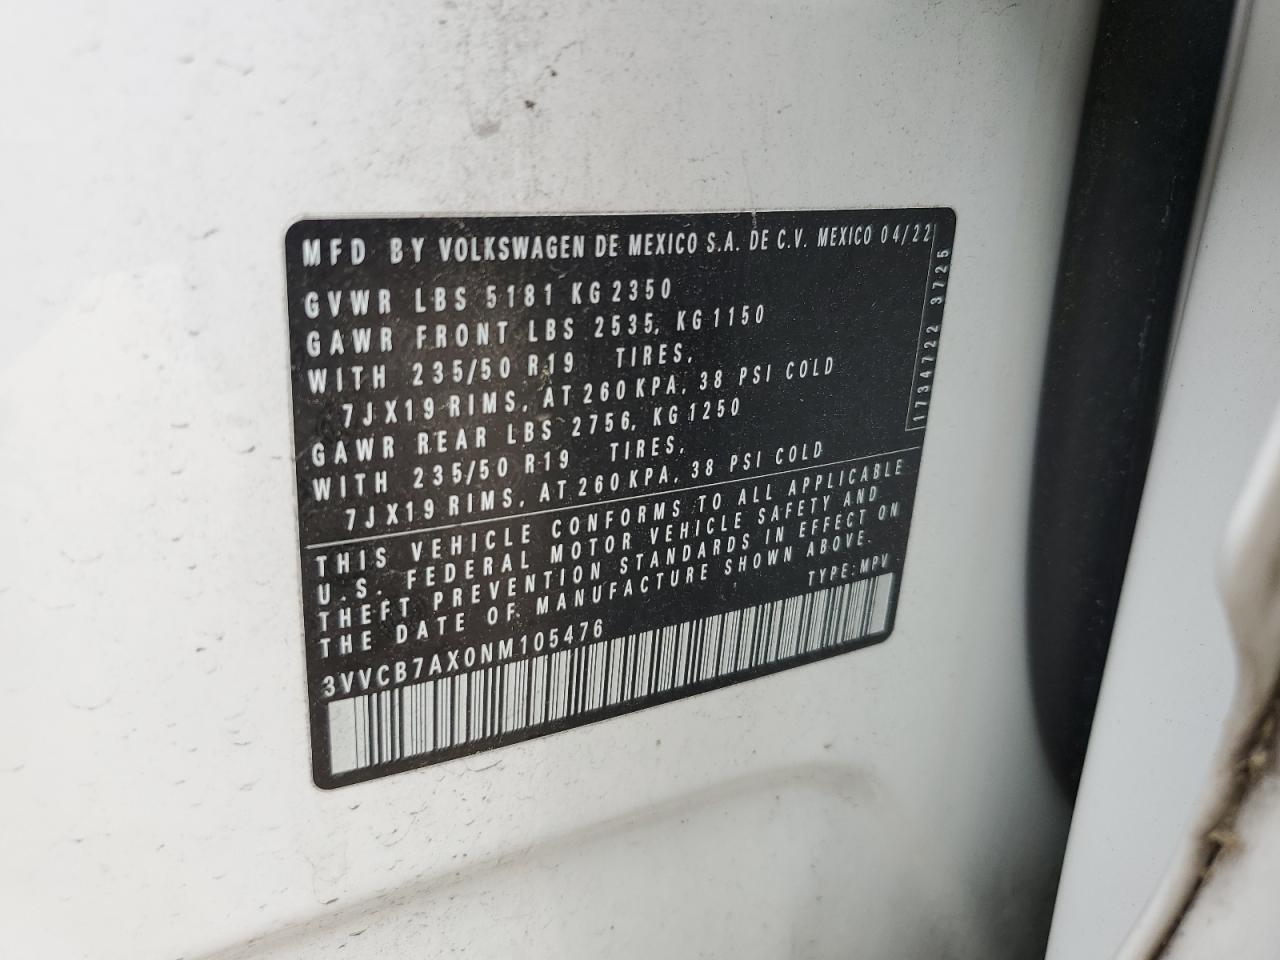 MFD BY VOLKSWAGEN DE MEXICO S.A. DE C.V. MEXICO 04/22
GVWR LBS 5181 KG 2350
GAWR FRONT LBS 2535, KG 1150
WITH 235/50 R19 TIRES,
7JX19 RIMS, AT 260 KPA, 38 PSI COLD
GAWR REAR LBS 2756, KG 1250
WITH 235/50 R19 TIRES,
7JX19 RIMS, AT 260 KPA, 38 PSI COLD
1734722 3725
THIS VEHICLE CONFORMS TO ALL APPLICABLE
U.S. FEDERAL MOTOR VEHICLE SAFETY AND
THEFT PREVENTION STANDARDS IN EFFECT ON
THE DATE OF MANUFACTURE SHOWN ABOVE.
3VVCB7AX0NM105476 TYPE: MPV